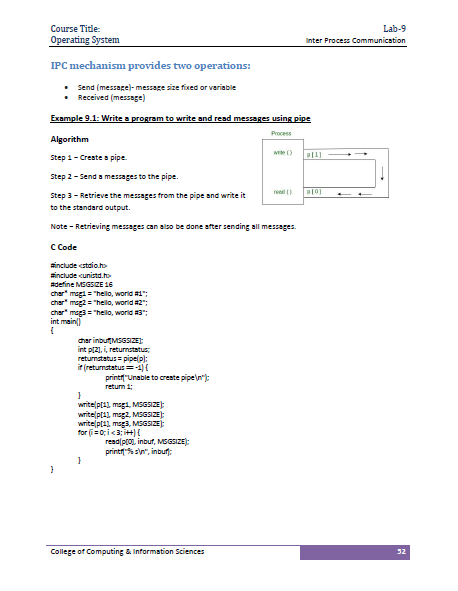 Course Title:
Lab-9
Operating System
Inter Process Communication
IPC mechanism provides two operations:
• Send (message)- message size fixed or variable
• Received (message)
Example 9.1: Write a program to write and read messages using pipe
Algorithm
Step 1 – Create a pipe.
Step 2 – Send a messages to the pipe.
Step 3 – Retrieve the messages from the pipe and write it
to the standard output.
Process
write ( )
p [ 1 ]
read ( )
p [ 0 ]
Note – Retrieving messages can also be done after sending all messages.
C Code
#include <stdio.h>
#include <unistd.h>
#define MSGSIZE 16
char* msg1 = "hello, world #1";
char* msg2 = "hello, world #2";
char* msg3 = "hello, world #3";
int main()
{
char inbuf[MSGSIZE];
int p[2], i, returnstatus;
returnstatus = pipe(p);
if (returnstatus == -1) {
printf("Unable to create pipe\n");
return 1;
}
write(p[1], msg1, MSGSIZE);
write(p[1], msg2, MSGSIZE);
write(p[1], msg3, MSGSIZE);
for (i = 0; i < 3; i++) {
read(p[0], inbuf, MSGSIZE);
printf("% s\n", inbuf);
}
}
College of Computing & Information Sciences
52